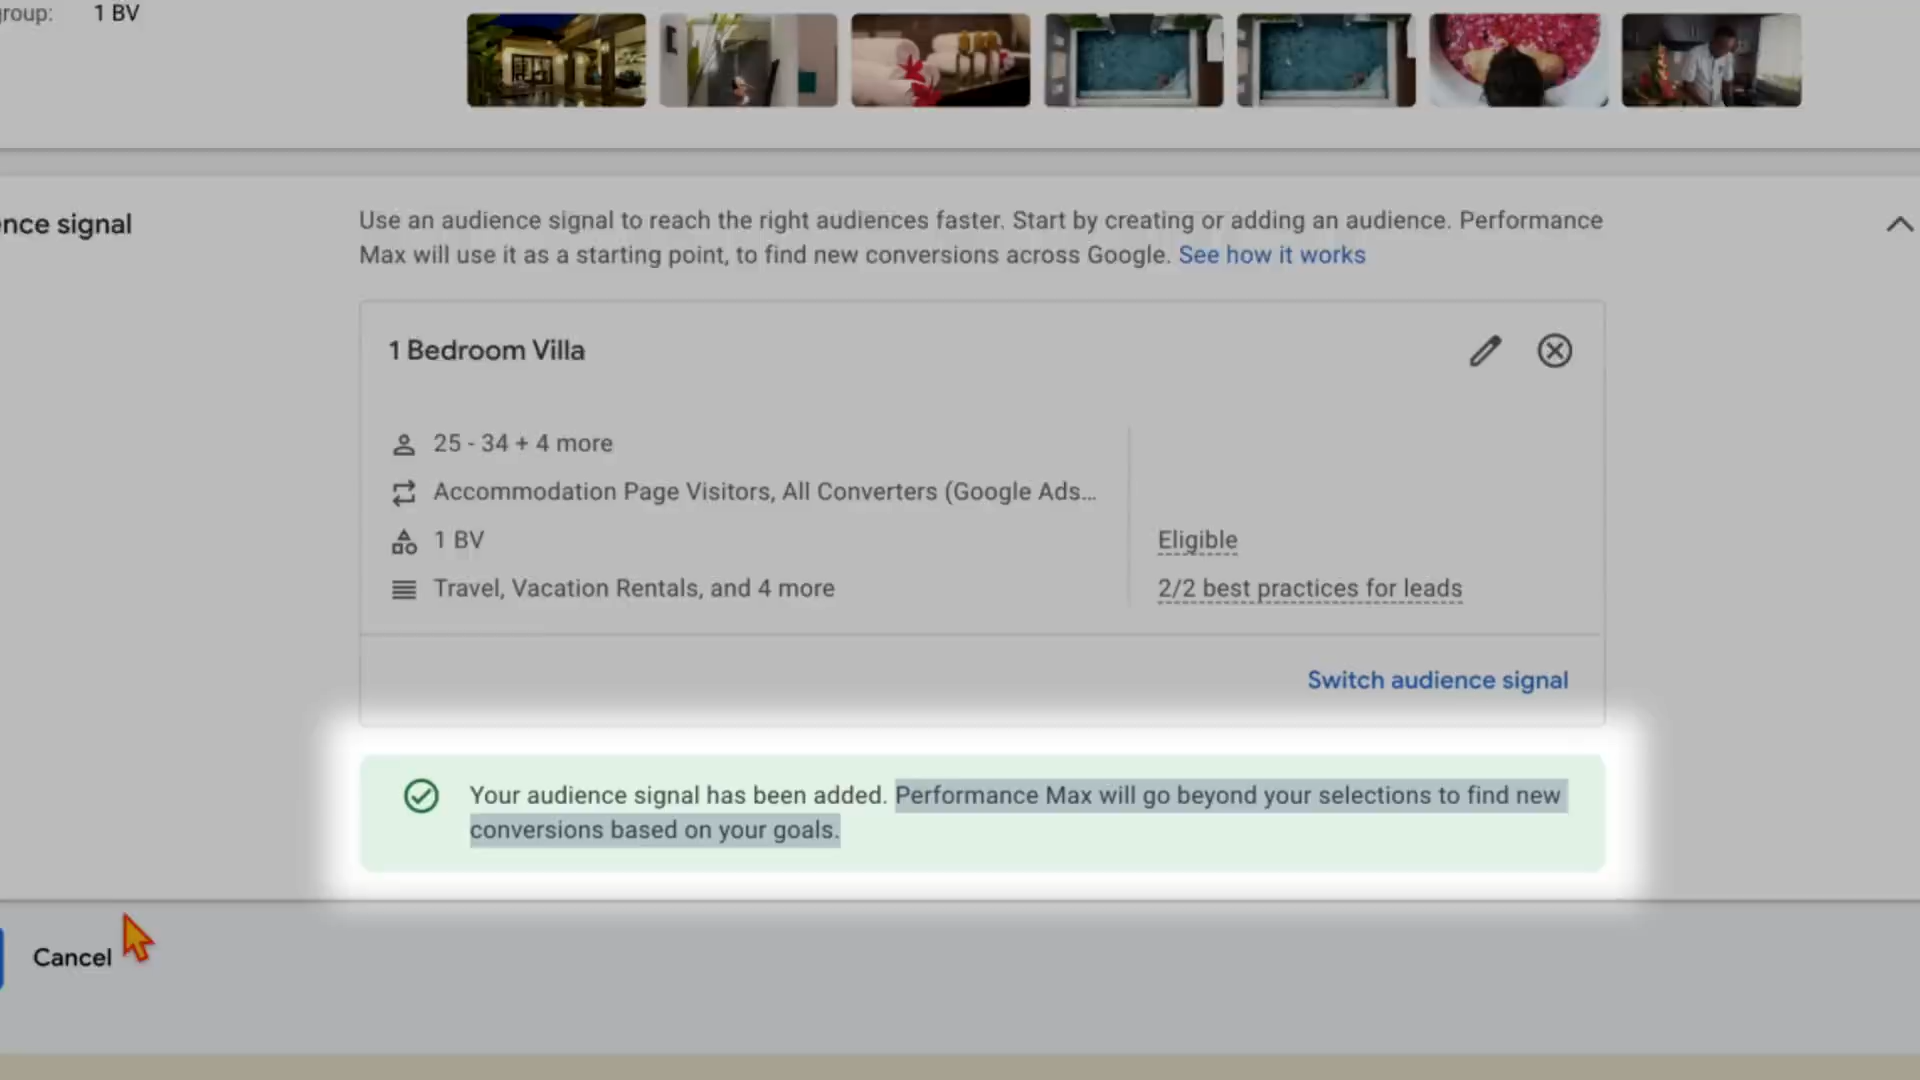 roup: 1 BV
nce signal
Use an audience signal to reach the right audiences faster. Start by creating or adding an audience. Performance
Max will use it as a starting point, to find new conversions across Google. See how it works
1 Bedroom Villa
25 - 34 + 4 more
Accommodation Page Visitors, All Converters (Google Ads...
1 BV
Eligible
Travel, Vacation Rentals, and 4 more
2/2 best practices for leads
Switch audience signal
Your audience signal has been added. Performance Max will go beyond your selections to find new
conversions based on your goals.
Cancel